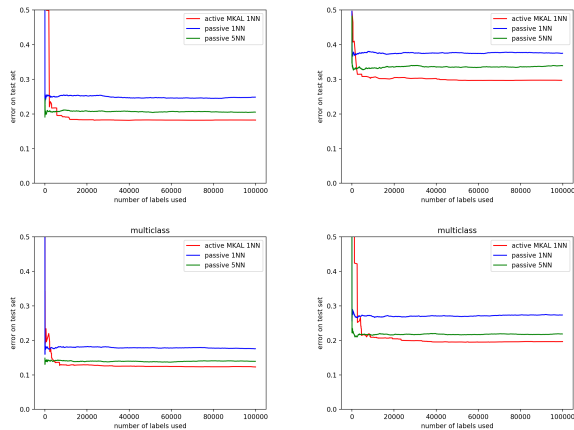 0.5
0.4
0.3
0.2
0.1
0.0
error on test set
active MKAL 1NN
passive 1NN
passive 5NN
0 20000 40000 60000 80000 100000
number of labels used
0.5
0.4
0.3
0.2
0.1
0.0
error on test set
active MKAL 1NN
passive 1NN
passive 5NN
0 20000 40000 60000 80000 100000
number of labels used
multiclass
0.5
0.4
0.3
0.2
0.1
0.0
error on test set
active MKAL 1NN
passive 1NN
passive 5NN
0 20000 40000 60000 80000 100000
number of labels used
multiclass
0.5
0.4
0.3
0.2
0.1
0.0
error on test set
active MKAL 1NN
passive 1NN
passive 5NN
0 20000 40000 60000 80000 100000
number of labels used